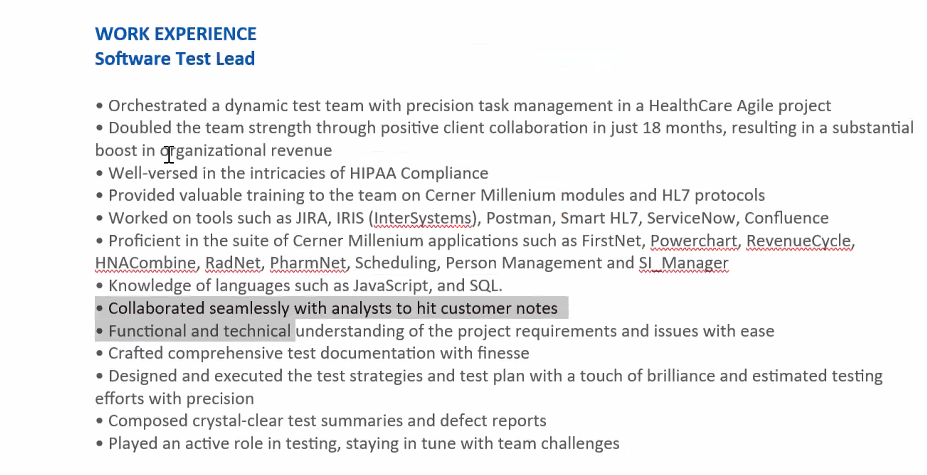 WORK EXPERIENCE
Software Test Lead
• Orchestrated a dynamic test team with precision task management in a HealthCare Agile project
• Doubled the team strength through positive client collaboration in just 18 months, resulting in a substantial
boost in organizational revenue
• Well-versed in the intricacies of HIPAA Compliance
• Provided valuable training to the team on Cerner Millenium modules and HL7 protocols
• Worked on tools such as JIRA, IRIS (InterSystems), Postman, Smart HL7, ServiceNow, Confluence
• Proficient in the suite of Cerner Millenium applications such as FirstNet, Powerchart, RevenueCycle,
HNACombine, RadNet, PharmNet, Scheduling, Person Management and SI_Manager
• Knowledge of languages such as JavaScript, and SQL.
• Collaborated seamlessly with analysts to hit customer notes
• Functional and technical understanding of the project requirements and issues with ease
• Crafted comprehensive test documentation with finesse
• Designed and executed the test strategies and test plan with a touch of brilliance and estimated testing
efforts with precision
• Composed crystal-clear test summaries and defect reports
• Played an active role in testing, staying in tune with team challenges